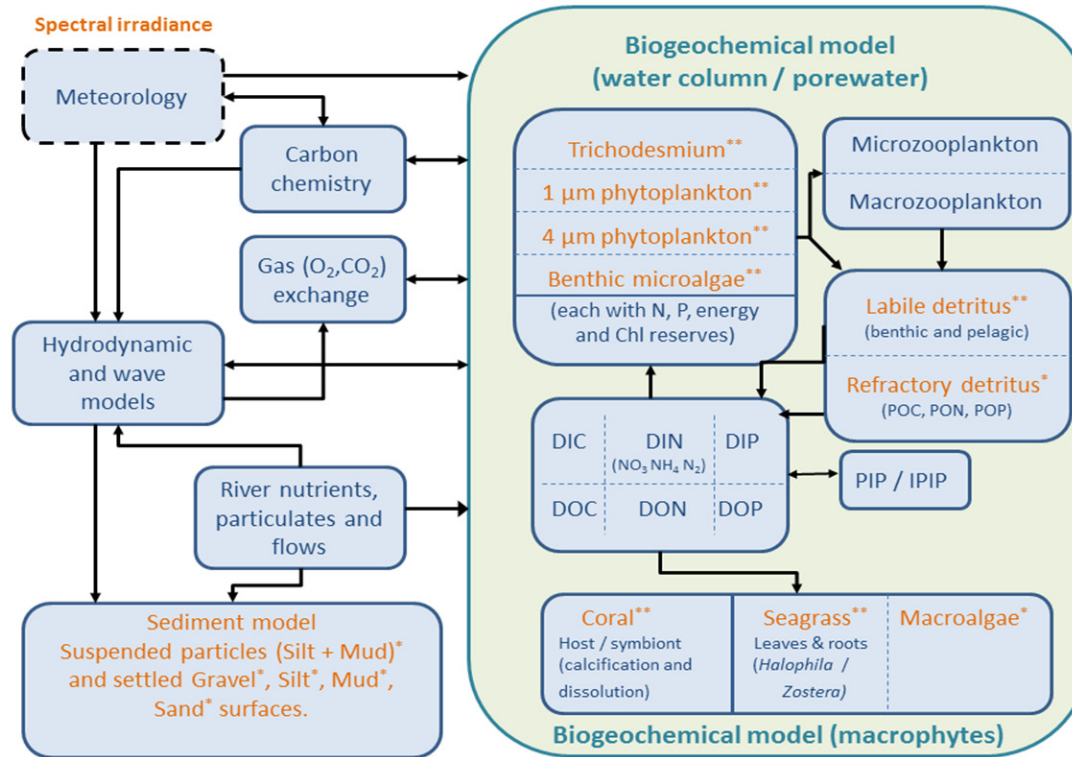 Spectral irradiance
Meteorology
Carbon
chemistry
Gas (O₂,CO₂)
exchange
Hydrodynamic
and wave
models
River nutrients,
particulates and
flows
Sediment model
Suspended particles (Silt + Mud)*
and settled Gravel*, Silt*, Mud*,
Sand* surfaces.
Biogeochemical model
(water column / porewater)
Trichodesmium**
1 µm phytoplankton**
4 µm phytoplankton**
Benthic microalgae**
(each with N, P, energy
and Chl reserves)
Microzooplankton
Macrozooplankton
Labile detritus**
(benthic and pelagic)
Refractory detritus*
(POC, PON, POP)
DIC DIN DIP
(NO₃ NH₄ N₂)
DOC DON DOP
PIP / IPIP
Coral**
Host / symbiont
(calcification and
dissolution)
Seagrass**
Leaves & roots
(Halophila /
Zostera)
Macroalgae*
Biogeochemical model (macrophytes)